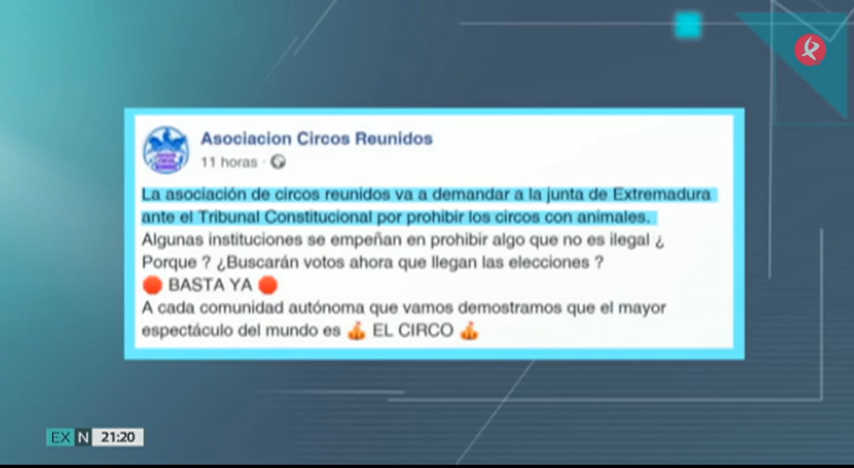 Asociacion Circos Reunidos
11 horas ·
La asociación de circos reunidos va a demandar a la junta de Extremadura
ante el Tribunal Constitucional por prohibir los circos con animales.
Algunas instituciones se empeñan en prohibir algo que no es ilegal ¿
Porque ? ¿Buscarán votos ahora que llegan las elecciones ?
🛑 BASTA YA 🛑
A cada comunidad autónoma que vamos demostramos que el mayor
espectáculo del mundo es 🎪 EL CIRCO 🎪
EX N 21:20